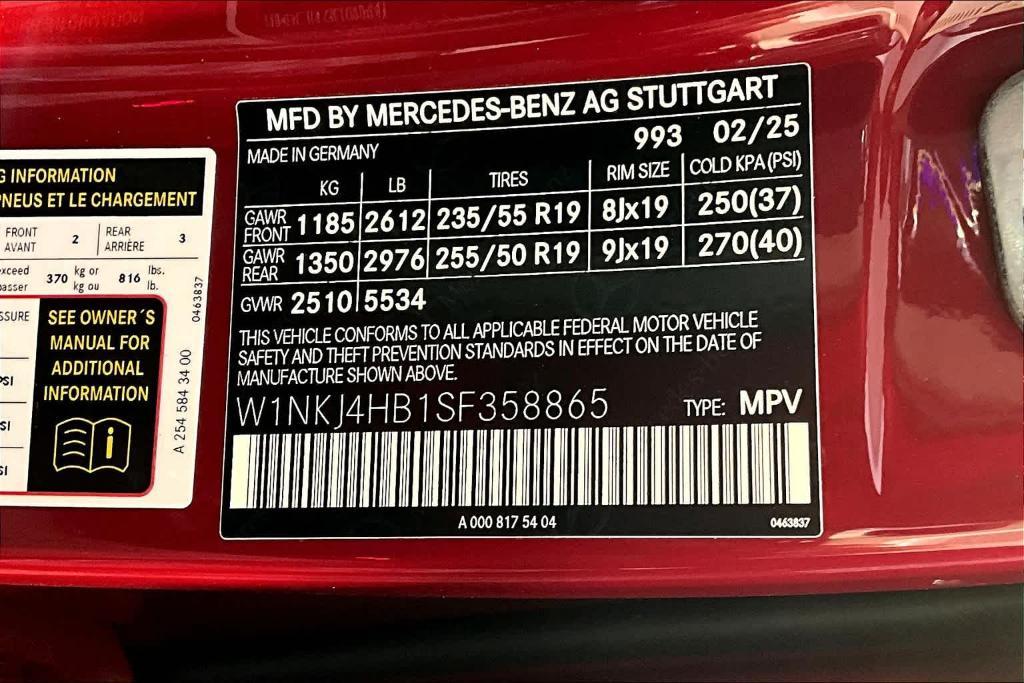 G INFORMATION
PNEUS ET LE CHARGEMENT
FRONT
AVANT
2
REAR
ARRIÈRE
3
370 kg or
kg ou
816 lbs.
lb.
0463837
SEE OWNER´S
MANUAL FOR
ADDITIONAL
INFORMATION
A 254 584 34 00
MFD BY MERCEDES-BENZ AG STUTTGART
MADE IN GERMANY 993 02/25
KG LB TIRES RIM SIZE COLD KPA (PSI)
GAWR
FRONT 1185 2612 235/55 R19 8Jx19 250(37)
GAWR
REAR 1350 2976 255/50 R19 9Jx19 270(40)
GVWR 2510 5534
THIS VEHICLE CONFORMS TO ALL APPLICABLE FEDERAL MOTOR VEHICLE
SAFETY AND THEFT PREVENTION STANDARDS IN EFFECT ON THE DATE OF
MANUFACTURE SHOWN ABOVE.
W1NKJ4HB1SF358865 TYPE: MPV
A 000 817 54 04 0463837